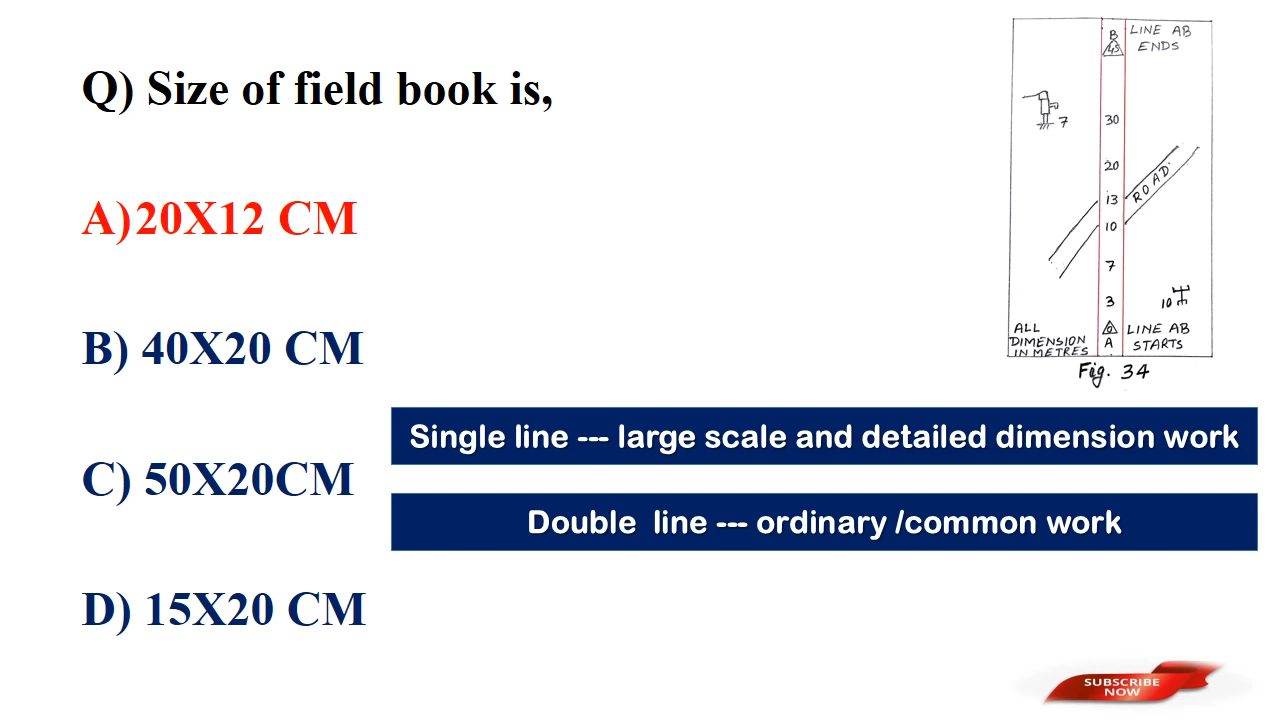 Q) Size of field book is,
A)20X12 CM
B) 40X20 CM
C) 50X20CM
D) 15X20 CM
Single line --- large scale and detailed dimension work
Double line --- ordinary /common work
B
45
LINE AB
ENDS
7
30
20
13
ROAD
10
7
3
10
0
A
ALL
DIMENSION
IN METRES
LINE AB
STARTS
Fig. 34
SUBSCRIBE
NOW